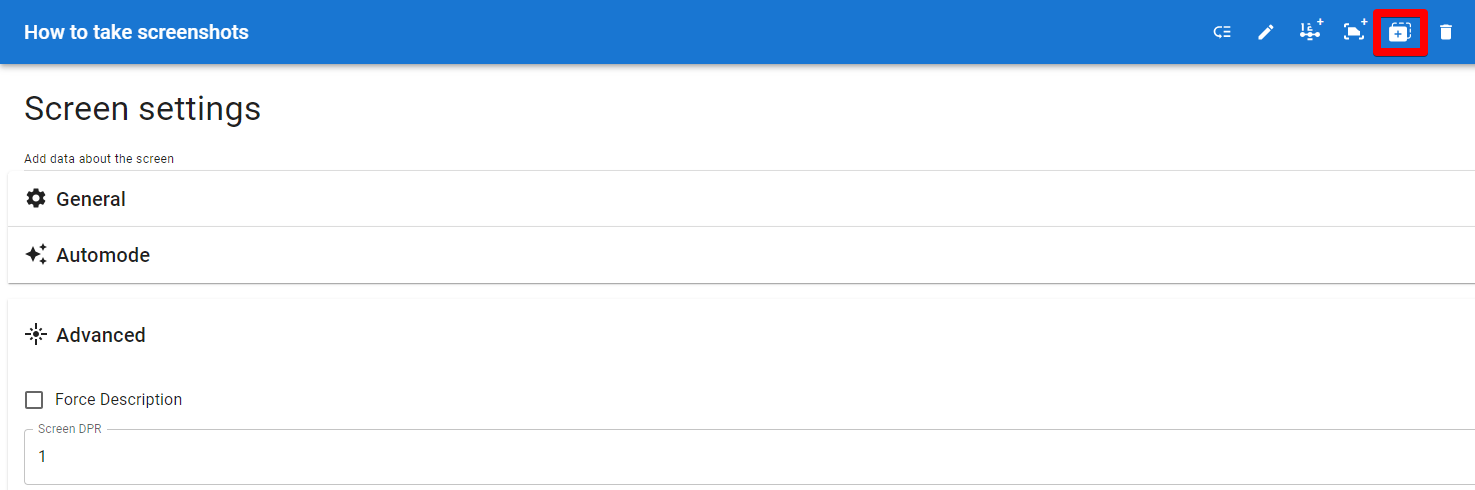 How to take screenshots
Screen settings
Add data about the screen
General
Automode
Advanced
Force Description
Screen DPR
1